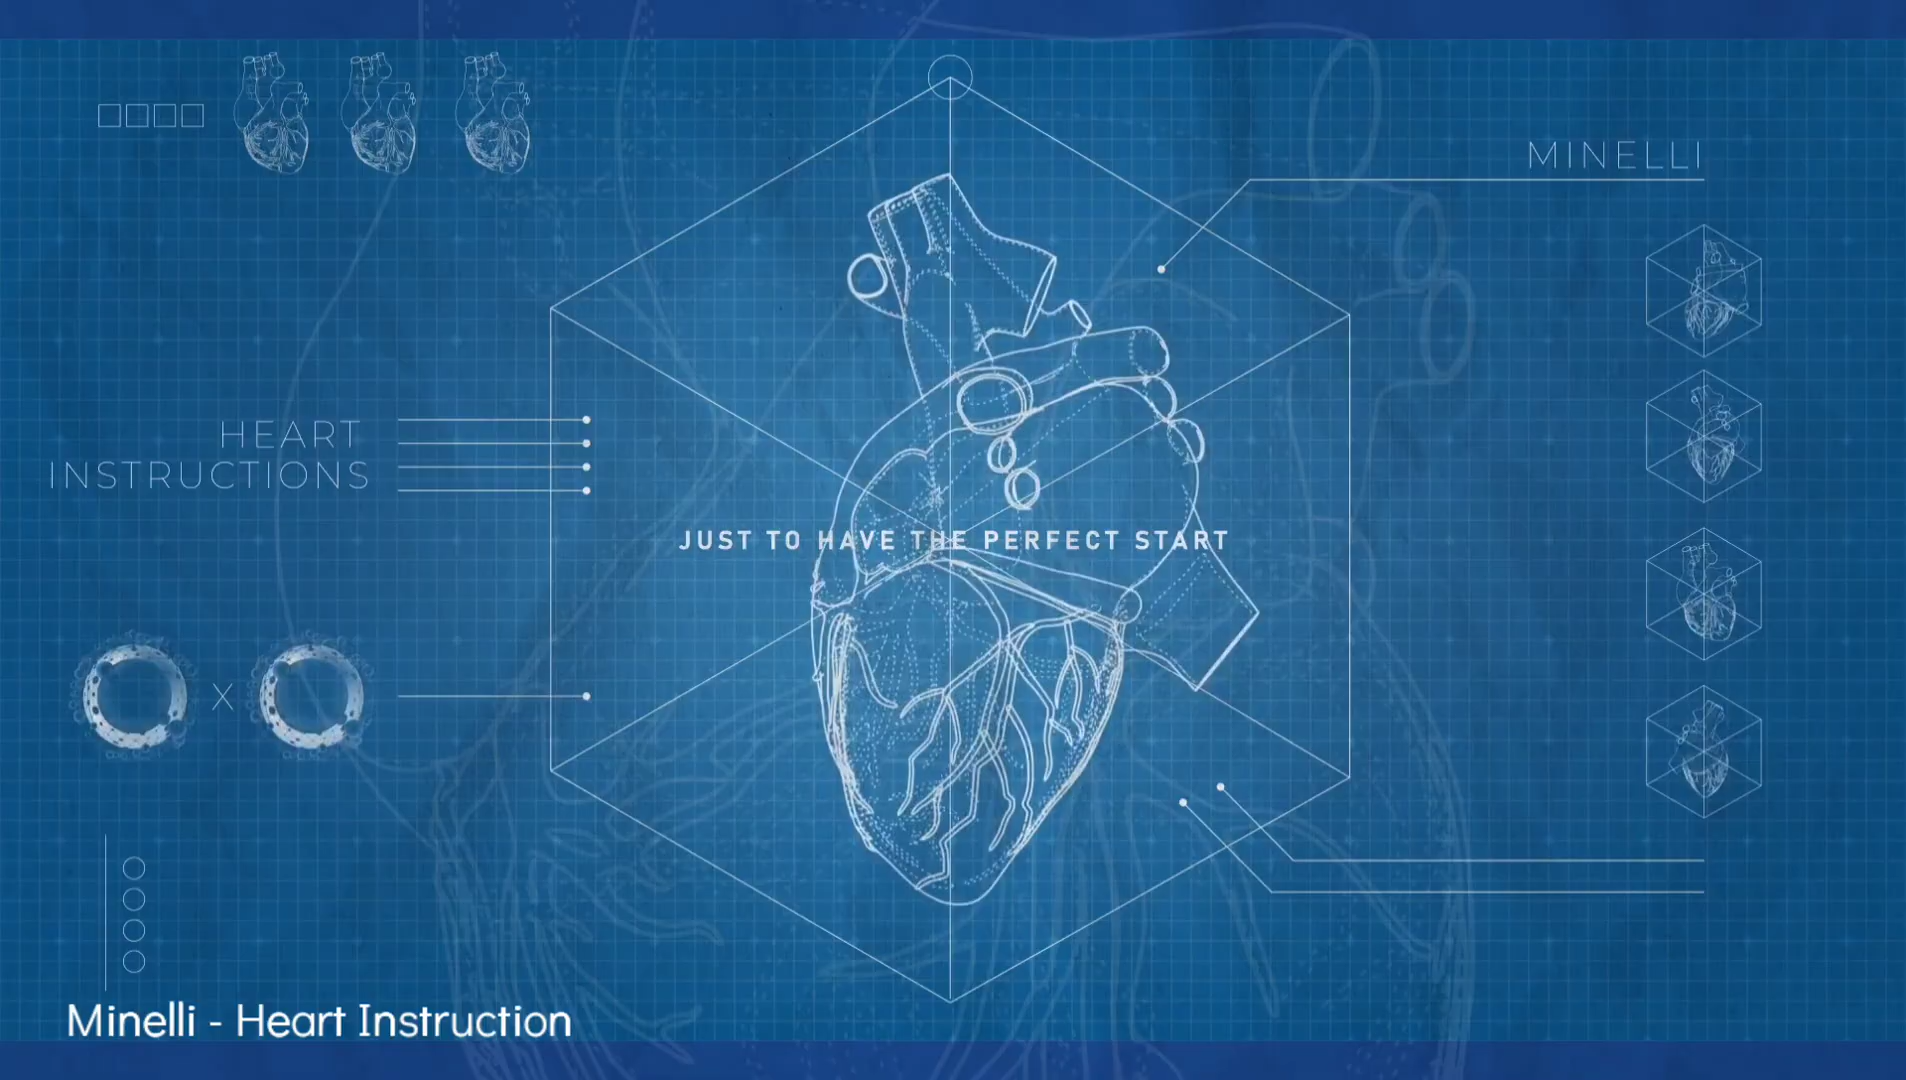 MINELLI
HEART
INSTRUCTIONS
JUST TO HAVE THE PERFECT START
X
Minelli - Heart Instruction